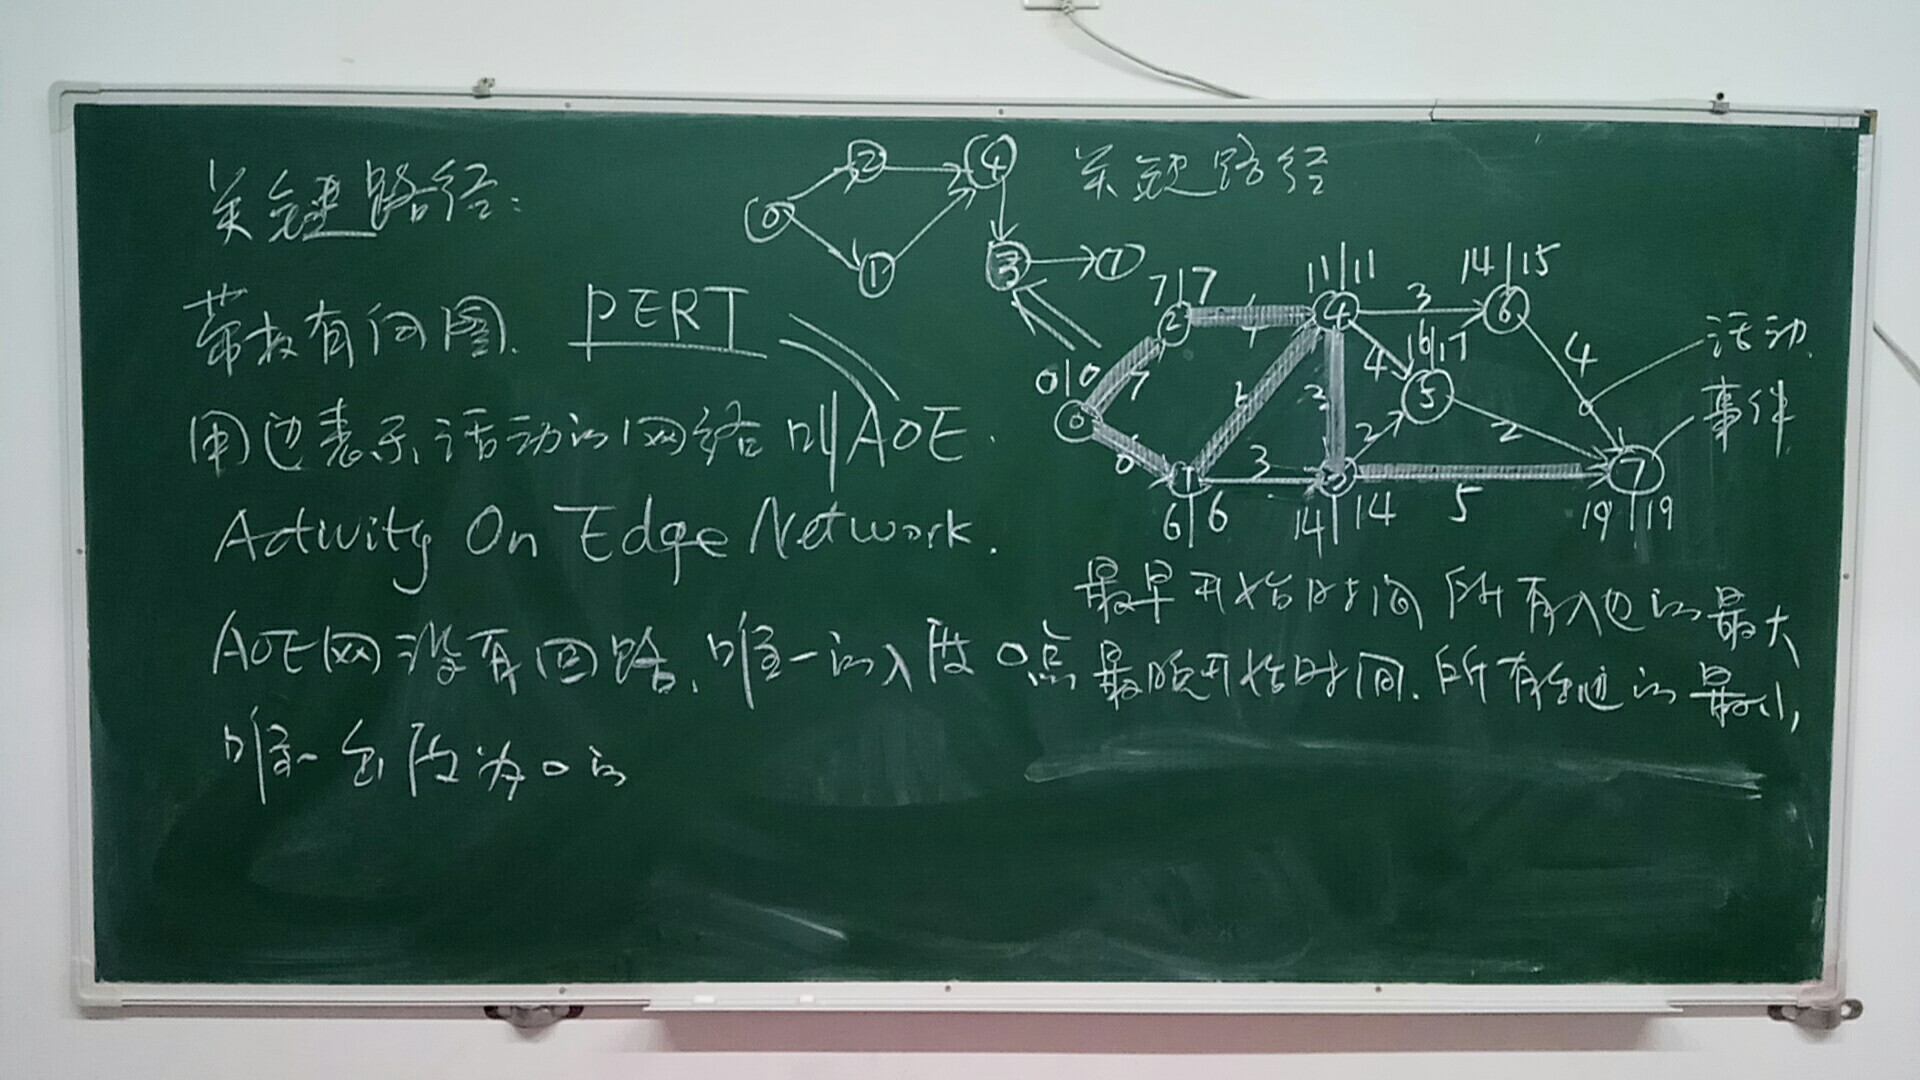 关键路径:
带权有向图. PERT
用边表示活动的网络叫AOE.
Activity On Edge Network.
AOE网没有回路,唯一的入度0点
唯一出度为0的
0 2 4 1 3 7
关键路径
7|7 11|11 14|15
2 4 3 6 活动
0|0 7 4 16|17 4 事件
0 5 7
6 3 2 2
1 3 5
6|6 14|14 19|19
最早开始时间 所有入边的最大
最晚开始时间.所有出边的最小,